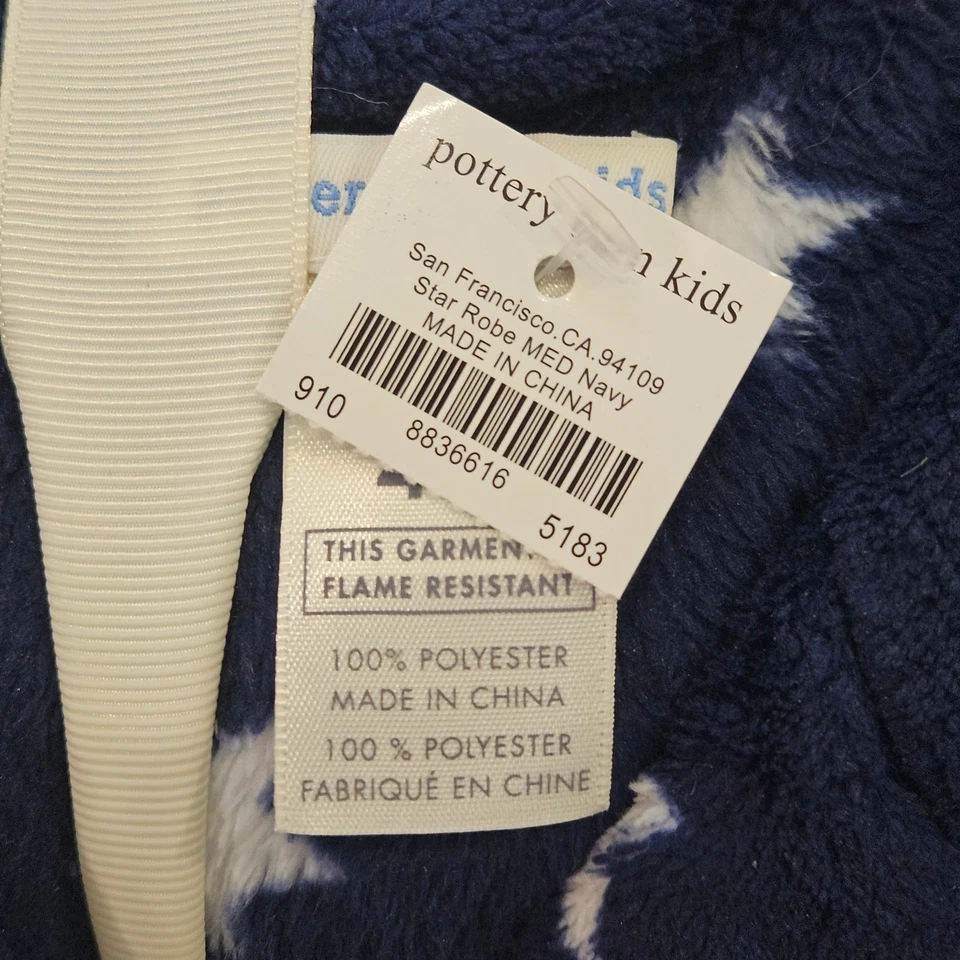 pottery kids
San Francisco.CA.94109
Star Robe MED Navy
MADE IN CHINA
910 8836616 5183
THIS GARMENT
FLAME RESISTANT
100% POLYESTER
MADE IN CHINA
100 % POLYESTER
FABRIQUÉ EN CHINE